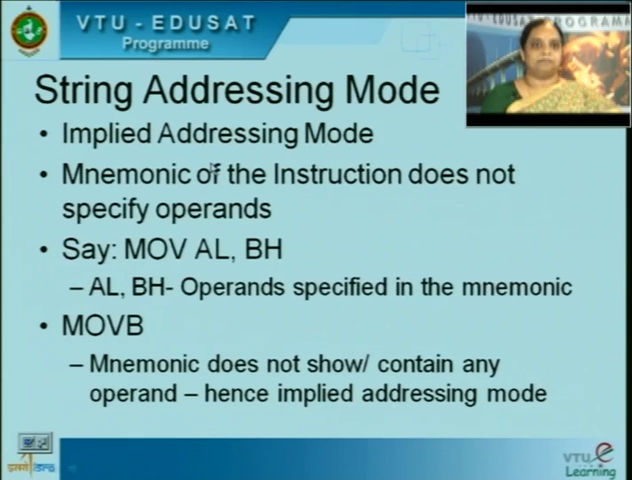 VTU - EDUSAT
Programme
- EDUSAT PROGRAMM
String Addressing Mode
• Implied Addressing Mode
• Mnemonic of the Instruction does not
specify operands
• Say: MOV AL, BH
– AL, BH- Operands specified in the mnemonic
• MOVB
– Mnemonic does not show/ contain any
operand – hence implied addressing mode
VTU e
Learning